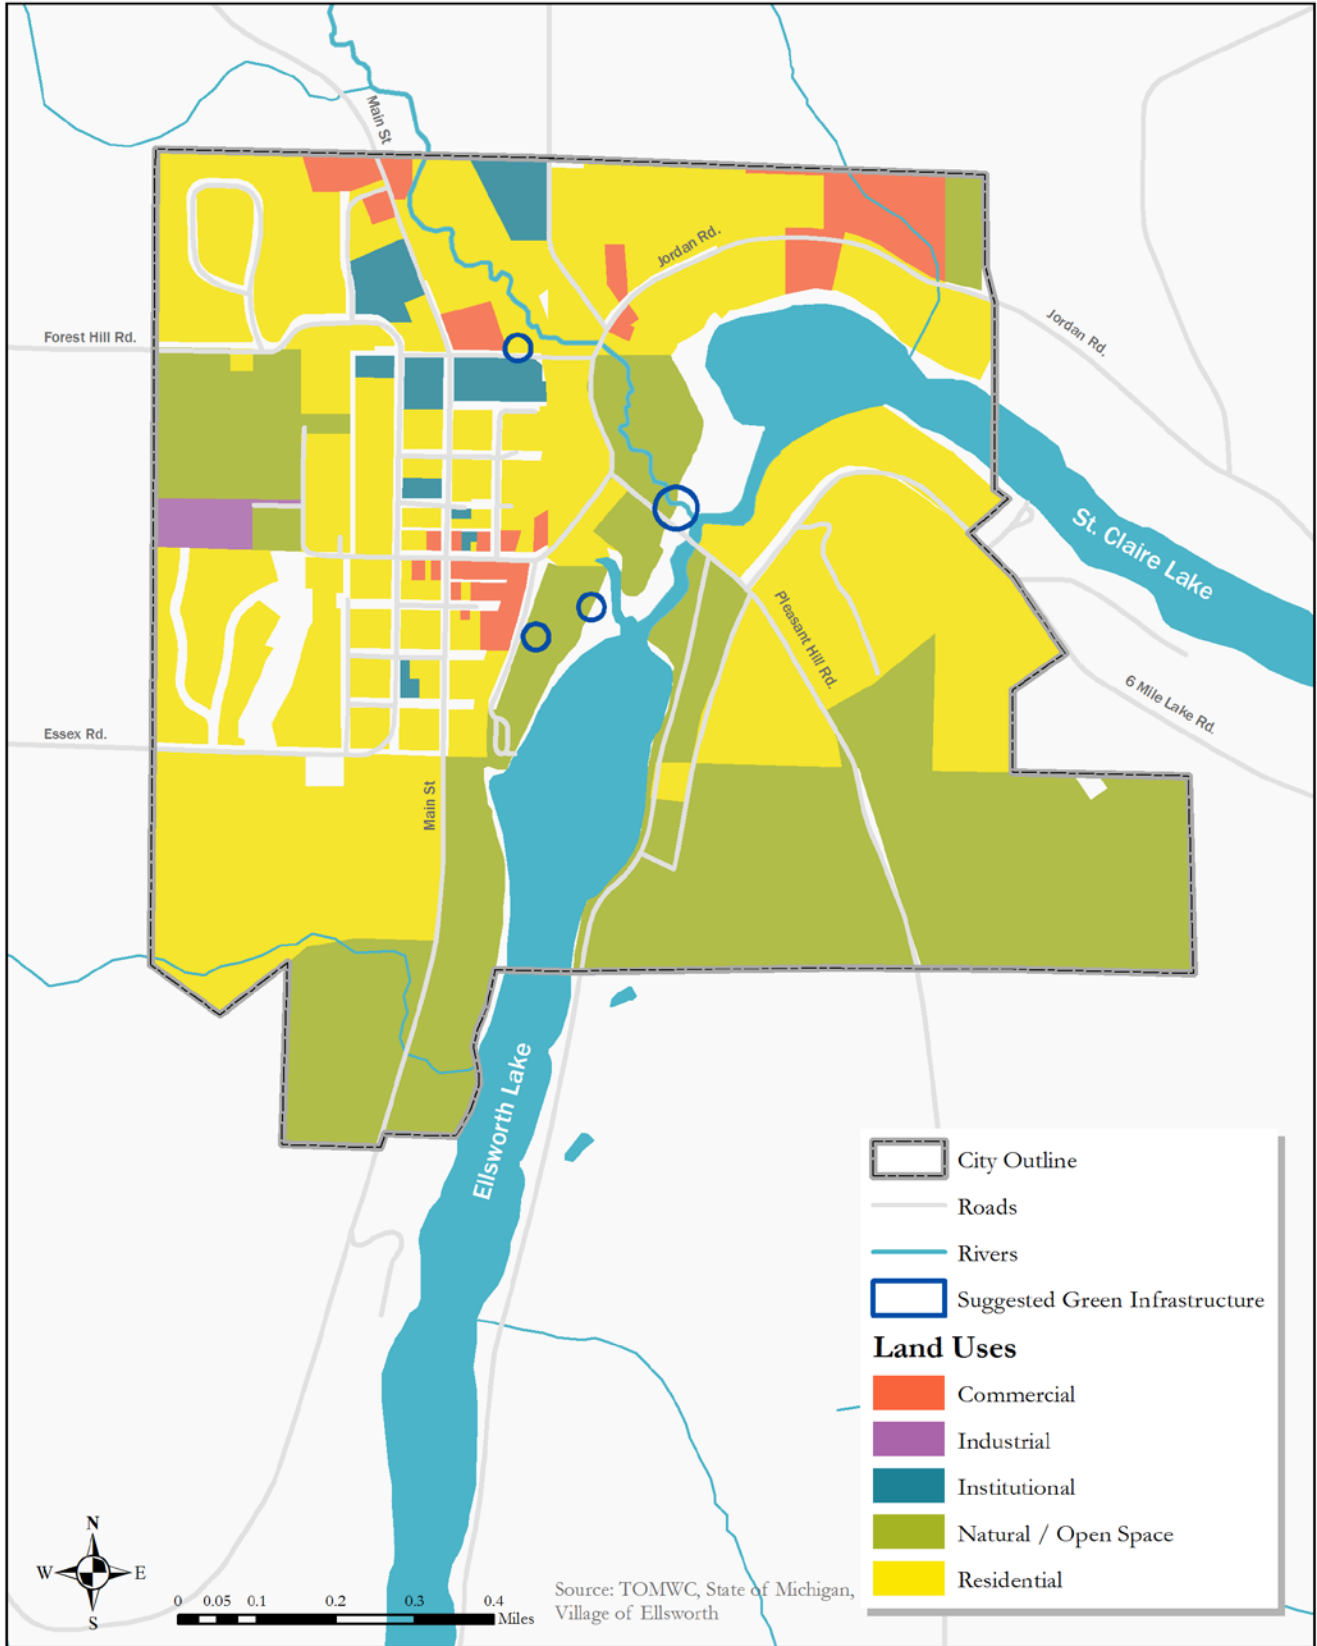 Main St
Jordan Rd.
Forest Hill Rd.
Jordan Rd.
St. Claire Lake
Pleasant Hill Rd.
6 Mile Lake Rd.
Essex Rd.
Main St
Ellsworth Lake
City Outline
Roads
Rivers
Suggested Green Infrastructure
Land Uses
Commercial
Industrial
Institutional
Natural / Open Space
Residential
N
W E
S
0 0.05 0.1 0.2 0.3 0.4
Miles
Source: TOMWC, State of Michigan,
Village of Ellsworth